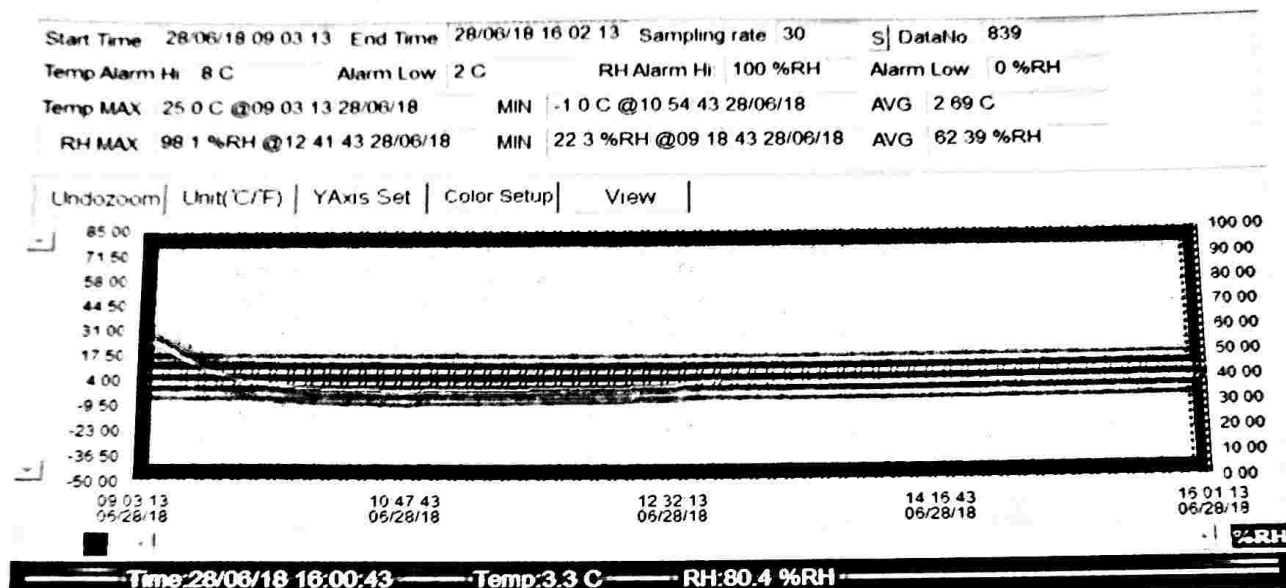 Start Time 28/06/18 09 03 13 End Time 28/06/18 16 02 13 Sampling rate 30 S DataNo 839
Temp Alarm Hi 8 C Alarm Low 2 C RH Alarm Hi 100 %RH Alarm Low 0 %RH
Temp MAX 25 0 C @09 03 13 28/06/18 MIN -1 0 C @10 54 43 28/06/18 AVG 2 69 C
RH MAX 98 1 %RH @12 41 43 28/06/18 MIN 22 3 %RH @09 18 43 28/06/18 AVG 62 39 %RH
Undozoom Unit(℃/℉) YAxis Set Color Setup View
85 00 100 00
71 50 90 00
58 00 80 00
44 50 70 00
31 00 60 00
17 50 50 00
4 00 40 00
-9 50 30 00
-23 00 20 00
-36 50 10 00
-50 00 0 00
09 03 13 10 47 43 12 32 13 14 16 43 16 01 13
06/28/18 06/28/18 06/28/18 06/28/18 06/28/18
%RH
Time:28/06/18 16:00:43 Temp:3.3 C RH:80.4 %RH